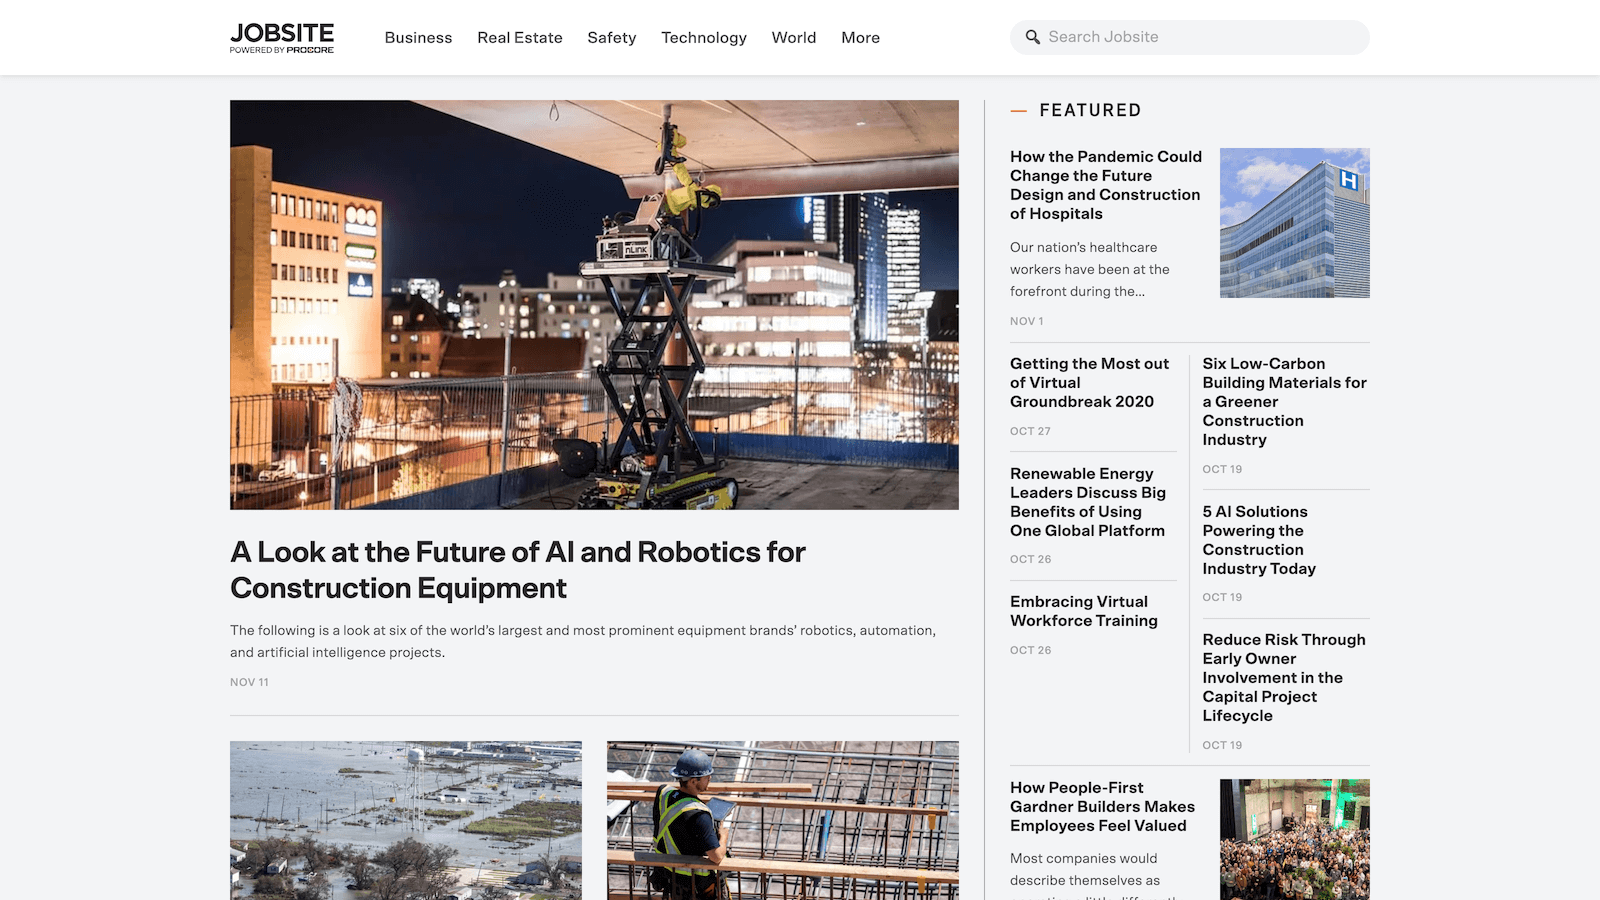 JOBSITE
POWERED BY PROCORE
Business
Real Estate
Safety
Technology
World
More
Search Jobsite
nLink
A Look at the Future of AI and Robotics for
Construction Equipment
The following is a look at six of the world’s largest and most prominent equipment brands’ robotics, automation,
and artificial intelligence projects.
NOV 11
FEATURED
How the Pandemic Could
Change the Future
Design and Construction
of Hospitals
Our nation’s healthcare
workers have been at the
forefront during the...
NOV 1
H
Getting the Most out
of Virtual
Groundbreak 2020
OCT 27
Renewable Energy
Leaders Discuss Big
Benefits of Using
One Global Platform
OCT 26
Embracing Virtual
Workforce Training
OCT 26
Six Low-Carbon
Building Materials for
a Greener
Construction
Industry
OCT 19
5 AI Solutions
Powering the
Construction
Industry Today
OCT 19
Reduce Risk Through
Early Owner
Involvement in the
Capital Project
Lifecycle
OCT 19
How People-First
Gardner Builders Makes
Employees Feel Valued
Most companies would
describe themselves as